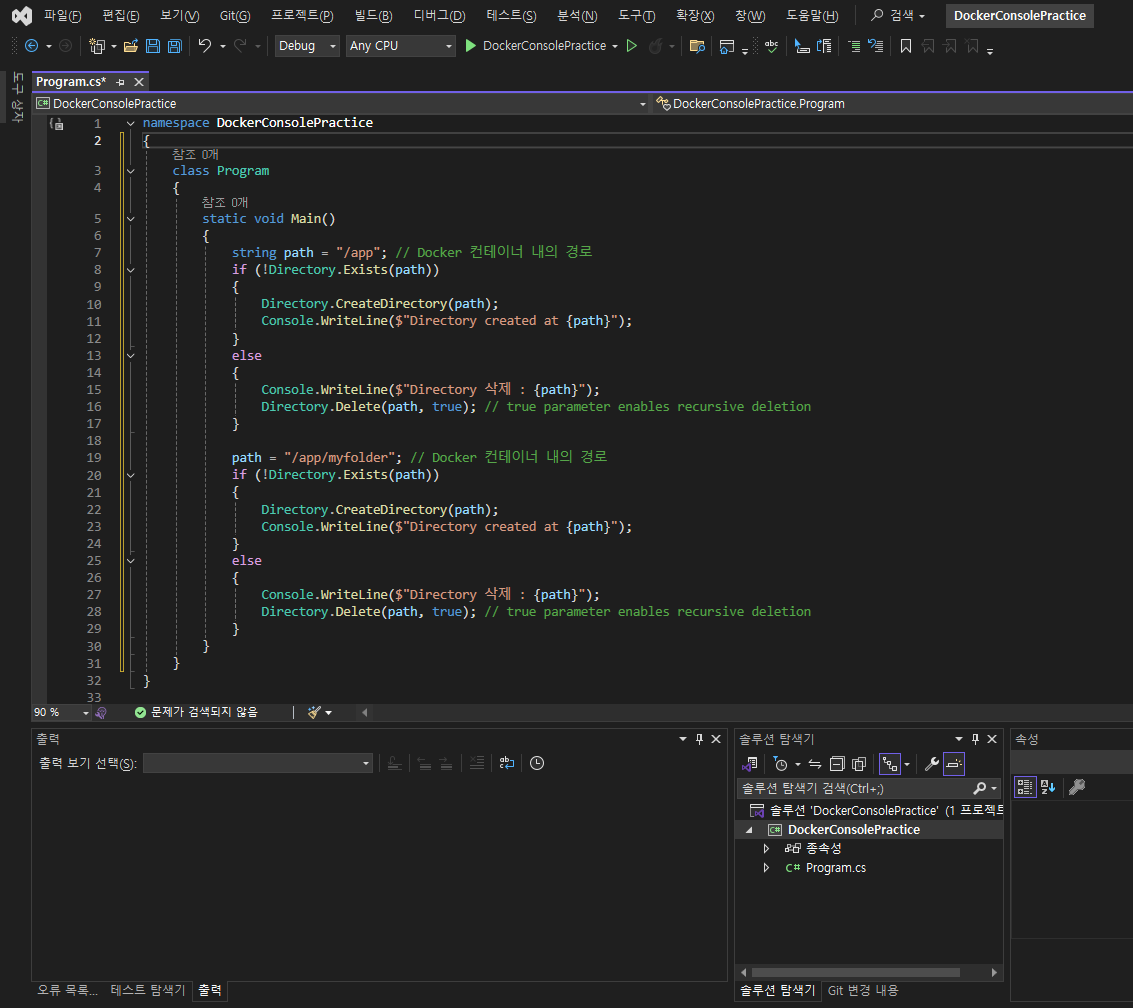 파일(F) 편집(E) 보기(V) Git(G) 프로젝트(P) 빌드(B) 디버그(D) 테스트(S) 분석(N) 도구(T) 확장(X) 창(W) 도움말(H) 검색 DockerConsolePractice
Debug Any CPU DockerConsolePractice
도구 상자
Program.cs*
C# DockerConsolePractice DockerConsolePractice.Program
1 namespace DockerConsolePractice
2 {
참조 0개
3 class Program
4 {
참조 0개
5 static void Main()
6 {
7 string path = "/app"; // Docker 컨테이너 내의 경로
8 if (!Directory.Exists(path))
9 {
10 Directory.CreateDirectory(path);
11 Console.WriteLine($"Directory created at {path}");
12 }
13 else
14 {
15 Console.WriteLine($"Directory 삭제 : {path}");
16 Directory.Delete(path, true); // true parameter enables recursive deletion
17 }
18
19 path = "/app/myfolder"; // Docker 컨테이너 내의 경로
20 if (!Directory.Exists(path))
21 {
22 Directory.CreateDirectory(path);
23 Console.WriteLine($"Directory created at {path}");
24 }
25 else
26 {
27 Console.WriteLine($"Directory 삭제 : {path}");
28 Directory.Delete(path, true); // true parameter enables recursive deletion
29 }
30 }
31 }
32 }
33
90 % 문제가 검색되지 않음
출력
출력 보기 선택(S):
오류 목록... 테스트 탐색기 출력
솔루션 탐색기
솔루션 탐색기 검색(Ctrl+;)
솔루션 'DockerConsolePractice' (1 프로젝트
C# DockerConsolePractice
종속성
C# Program.cs
솔루션 탐색기 Git 변경 내용
속성